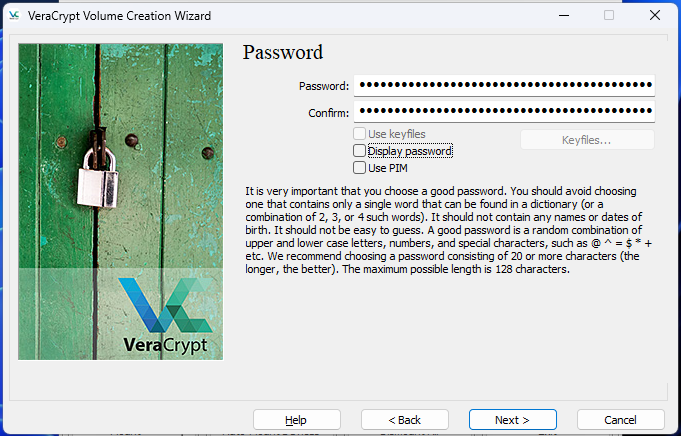 VeraCrypt Volume Creation Wizard
Password
Password: ●●●●●●●●●●●●●●●●●●●●●●●●●●●●●●●●●●●●●●●●●●
Confirm: ●●●●●●●●●●●●●●●●●●●●●●●●●●●●●●●●●●●●●●●●●●
Use keyfiles
Keyfiles...
Display password
Use PIM
It is very important that you choose a good password. You should avoid choosing
one that contains only a single word that can be found in a dictionary (or a
combination of 2, 3, or 4 such words). It should not contain any names or dates of
birth. It should not be easy to guess. A good password is a random combination of
upper and lower case letters, numbers, and special characters, such as @ ^ = $ * +
etc. We recommend choosing a password consisting of 20 or more characters (the
longer, the better). The maximum possible length is 128 characters.
VeraCrypt
Help
< Back
Next >
Cancel